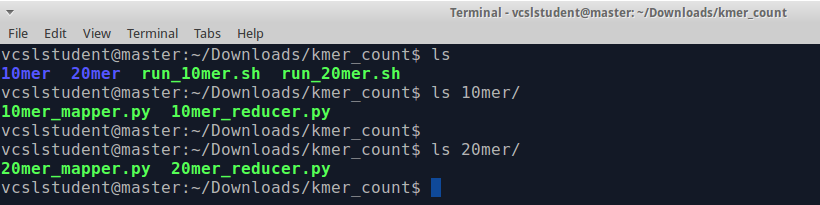 Terminal - vcslstudent@master: ~/Downloads/kmer_count
File Edit View Terminal Tabs Help
vcslstudent@master:~/Downloads/kmer_count$ ls
10mer  20mer  run_10mer.sh  run_20mer.sh
vcslstudent@master:~/Downloads/kmer_count$ ls 10mer/
10mer_mapper.py  10mer_reducer.py
vcslstudent@master:~/Downloads/kmer_count$
vcslstudent@master:~/Downloads/kmer_count$ ls 20mer/
20mer_mapper.py  20mer_reducer.py
vcslstudent@master:~/Downloads/kmer_count$